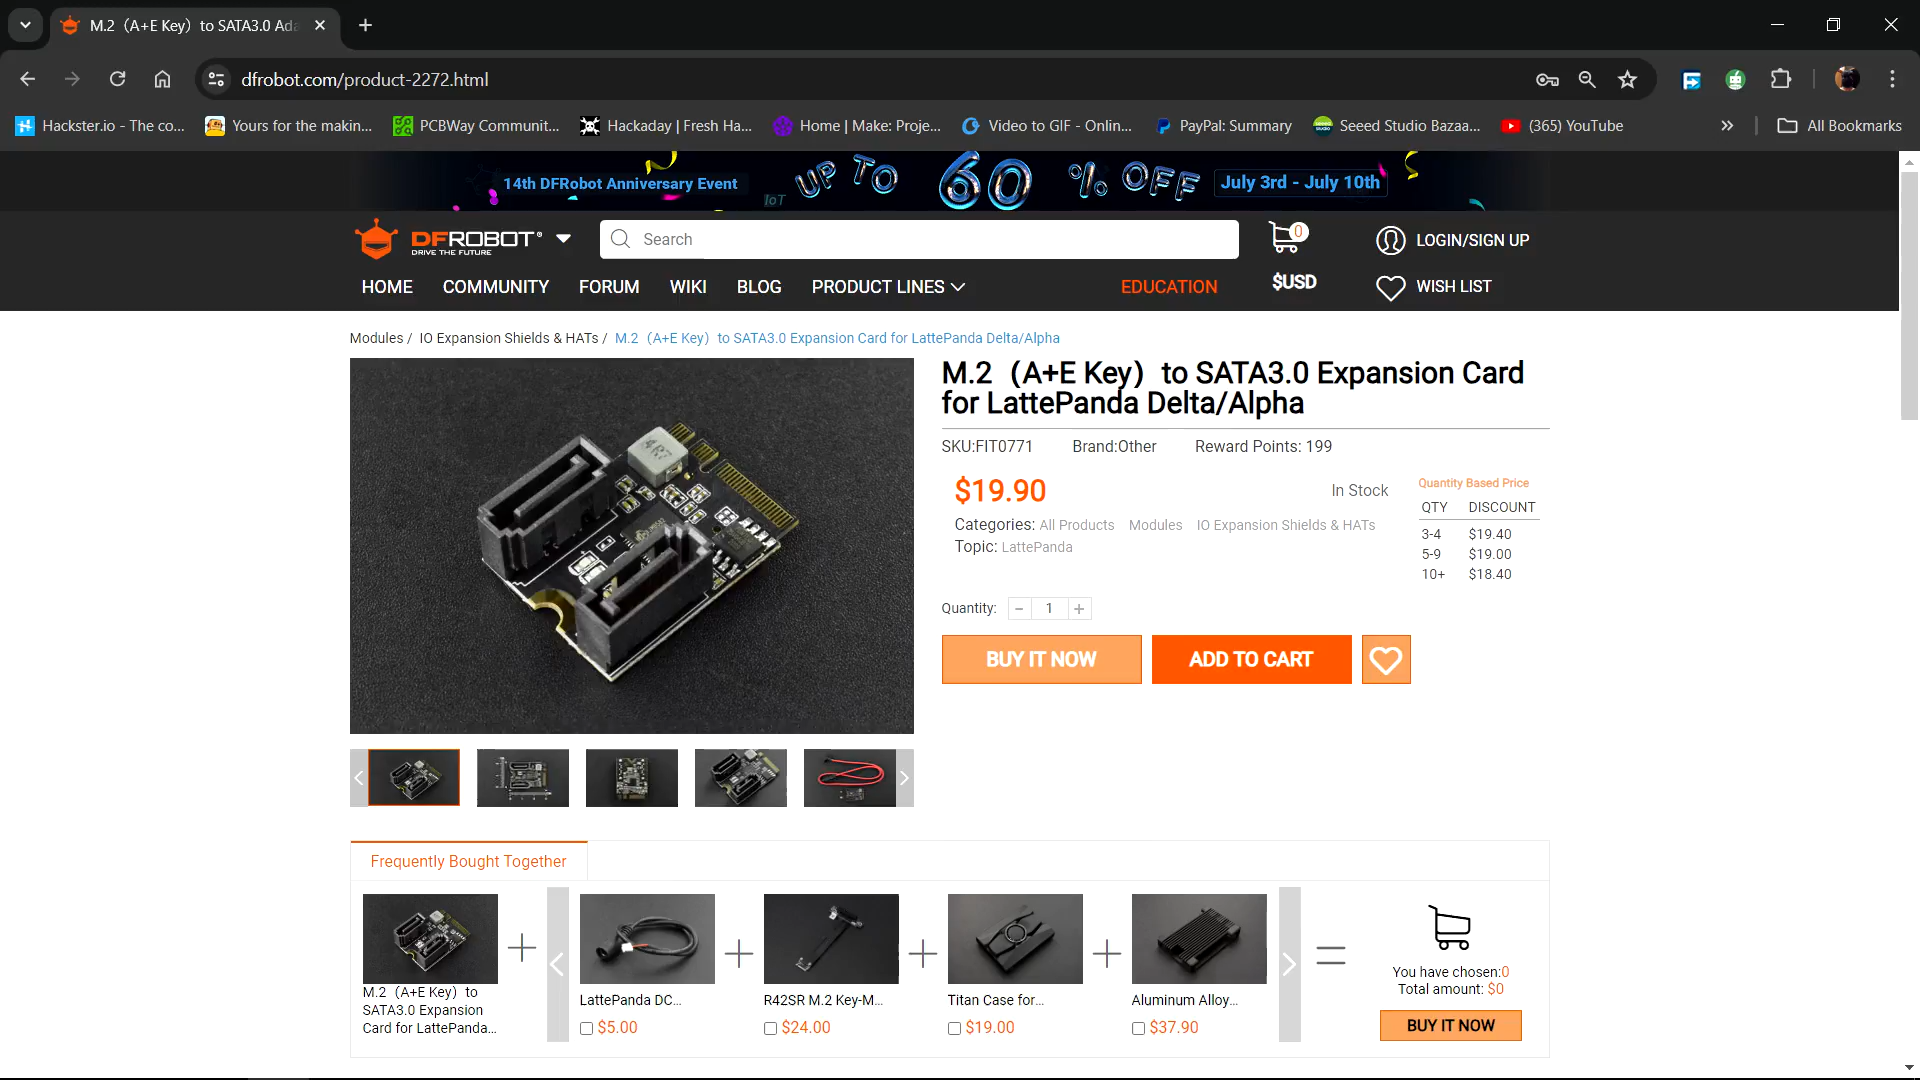 M.2（A+E Key）to SATA3.0 Ada
dfrobot.com/product-2272.html
Hackster.io - The co...
Yours for the makin...
PCBWay Communit...
Hackaday | Fresh Ha...
Home | Make: Proje...
Video to GIF - Onlin...
PayPal: Summary
Seeed Studio Bazaa...
(365) YouTube
All Bookmarks
14th DFRobot Anniversary Event
IoT
UP TO 60 % OFF
July 3rd - July 10th
DFROBOT
DRIVE THE FUTURE
Search
0
LOGIN/SIGN UP
HOME
COMMUNITY
FORUM
WIKI
BLOG
PRODUCT LINES
EDUCATION
$USD
WISH LIST
Modules / IO Expansion Shields & HATs / M.2（A+E Key）to SATA3.0 Expansion Card for LattePanda Delta/Alpha
M.2（A+E Key）to SATA3.0 Expansion Card
for LattePanda Delta/Alpha
SKU:FIT0771
Brand:Other
Reward Points: 199
$19.90
In Stock
Categories: All Products Modules IO Expansion Shields & HATs
Topic: LattePanda
Quantity Based Price
QTY DISCOUNT
3-4 $19.40
5-9 $19.00
10+ $18.40
Quantity: − 1 +
BUY IT NOW
ADD TO CART
4R7
Frequently Bought Together
M.2（A+E Key）to
SATA3.0 Expansion
Card for LattePanda...
LattePanda DC...
$5.00
R42SR M.2 Key-M...
$24.00
Titan Case for...
$19.00
Aluminum Alloy...
$37.90
You have chosen:0
Total amount: $0
BUY IT NOW